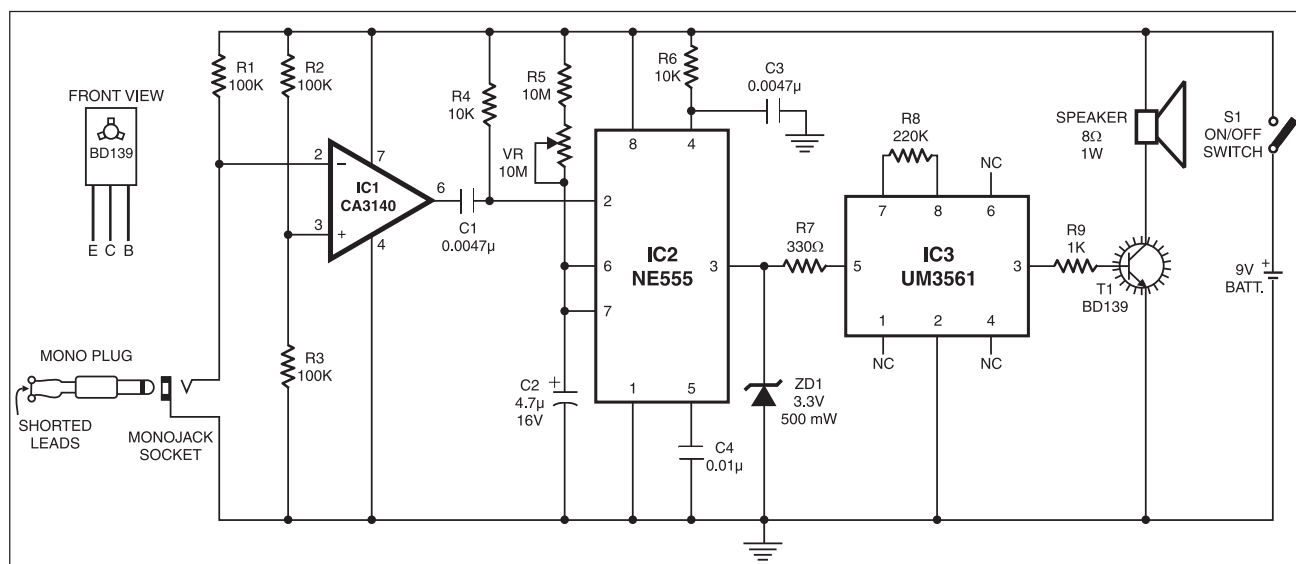 FRONT VIEW
BD139
E C B
R1
100K
R2
100K
2
−
7
IC1
CA3140
6
3
+
4
R3
100K
MONO PLUG
SHORTED
LEADS
MONOJACK
SOCKET
C1
0.0047µ
R4
10K
R5
10M
VR
10M
+
C2
4.7µ
16V
R6
10K
C3
0.0047µ
8
4
2
IC2
NE555
3
6
7
1
5
C4
0.01µ
R7
330Ω
ZD1
3.3V
500 mW
R8
220K
NC
7
8
6
5
IC3
UM3561
3
1
2
4
NC
NC
R9
1K
T1
BD139
SPEAKER
8Ω
1W
S1
ON/OFF
SWITCH
+
9V
BATT.